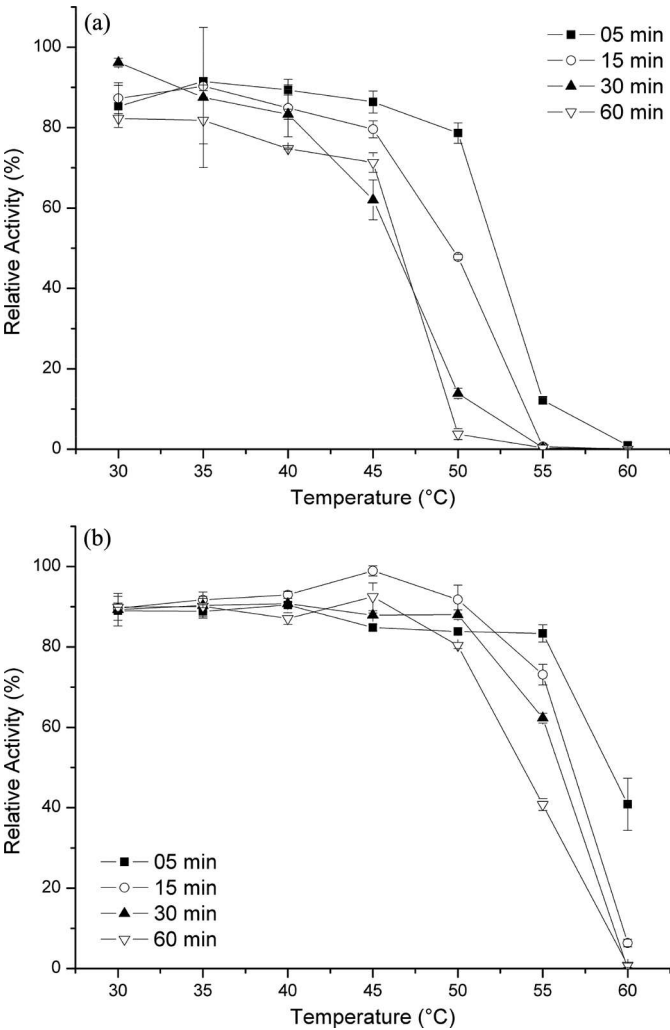 (a)
05 min
15 min
30 min
60 min
100
80
60
40
20
0
Relative Activity (%)
30 35 40 45 50 55 60
Temperature (°C)
(b)
100
80
60
40
20
0
Relative Activity (%)
05 min
15 min
30 min
60 min
30 35 40 45 50 55 60
Temperature (°C)